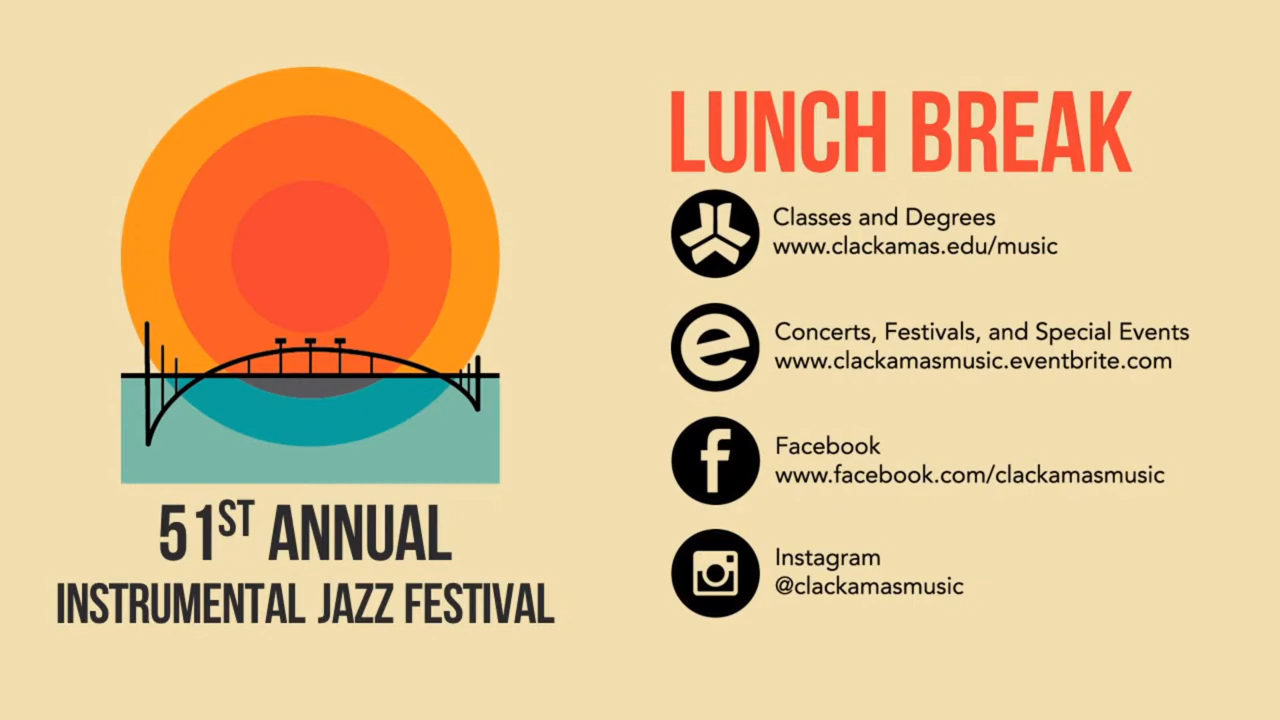 51ST ANNUAL
INSTRUMENTAL JAZZ FESTIVAL
LUNCH BREAK
Classes and Degrees
www.clackamas.edu/music
Concerts, Festivals, and Special Events
www.clackamasmusic.eventbrite.com
Facebook
www.facebook.com/clackamasmusic
Instagram
@clackamasmusic